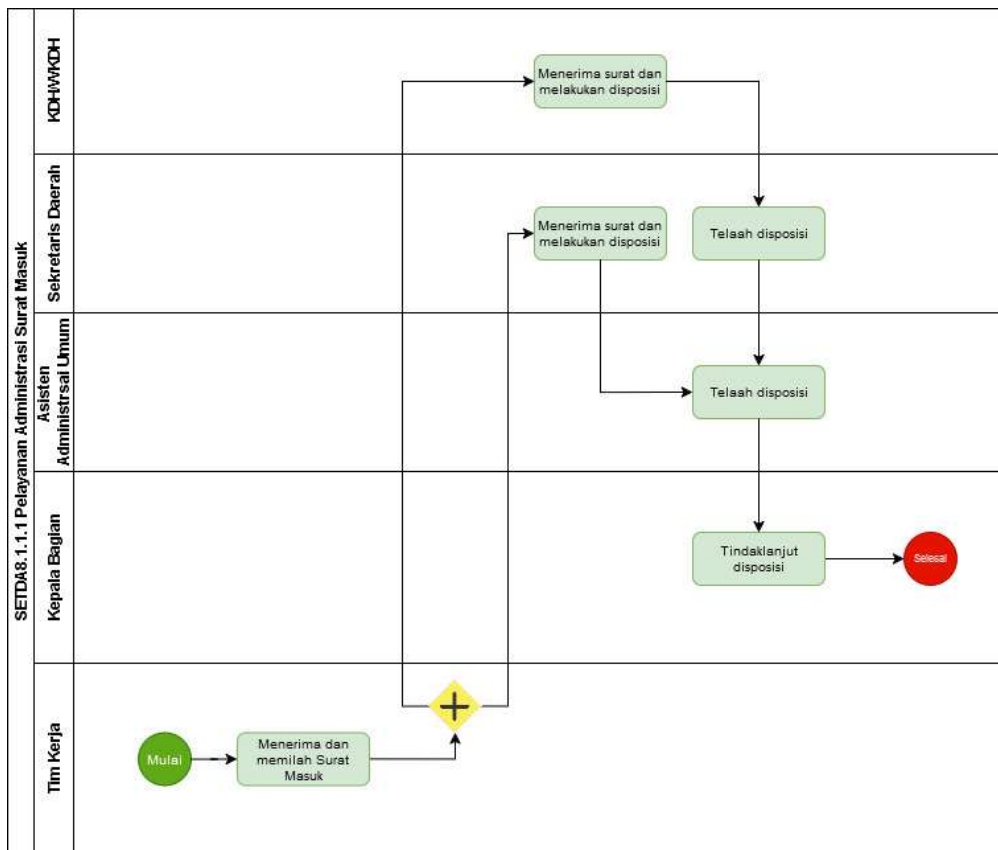 SETDA8.1.1.1 Pelayanan Administrasi Surat Masuk
KDH/WKDH
Menerima surat dan
melakukan disposisi
Sekretaris Daerah
Menerima surat dan
melakukan disposisi
Telaah disposisi
Asisten
Administrsai Umum
Telaah disposisi
Kepala Bagian
Tindaklanjut
disposisi
Selesai
Tim Kerja
Mulai
Menerima dan
memilah Surat
Masuk